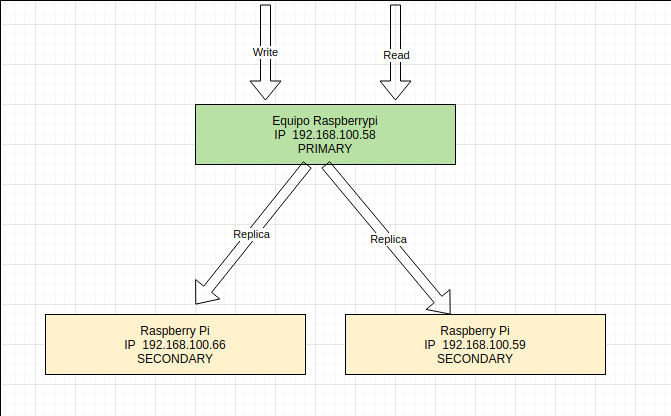 Write
Read
Equipo Raspberrypi
IP 192.168.100.58
PRIMARY
Replica
Replica
Raspberry Pi
IP 192.168.100.66
SECONDARY
Raspberry Pi
IP 192.168.100.59
SECONDARY